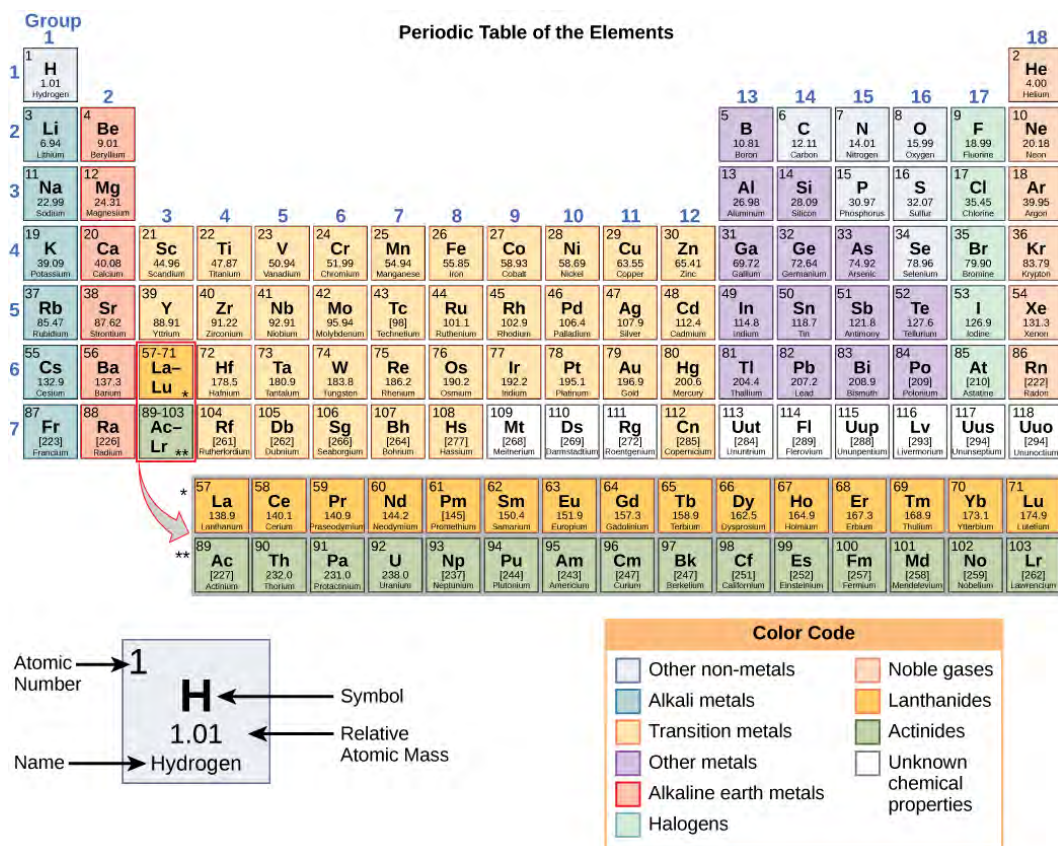 Group
1
Periodic Table of the Elements
18
1
1 H 1.01 Hydrogen
2 He 4.00 Helium
2 13 14 15 16 17
2
3 Li 6.94 Lithium
4 Be 9.01 Beryllium
5 B 10.81 Boron
6 C 12.11 Carbon
7 N 14.01 Nitrogen
8 O 15.99 Oxygen
9 F 18.99 Fluorine
10 Ne 20.18 Neon
3
11 Na 22.99 Sodium
12 Mg 24.31 Magnesium
13 Al 26.98 Aluminum
14 Si 28.09 Silicon
15 P 30.97 Phosphorus
16 S 32.07 Sulfur
17 Cl 35.45 Chlorine
18 Ar 39.95 Argon
3 4 5 6 7 8 9 10 11 12
4
19 K 39.09 Potassium
20 Ca 40.08 Calcium
21 Sc 44.96 Scandium
22 Ti 47.87 Titanium
23 V 50.94 Vanadium
24 Cr 51.99 Chromium
25 Mn 54.94 Manganese
26 Fe 55.85 Iron
27 Co 58.93 Cobalt
28 Ni 58.69 Nickel
29 Cu 63.55 Copper
30 Zn 65.41 Zinc
31 Ga 69.72 Gallium
32 Ge 72.64 Germanium
33 As 74.92 Arsenic
34 Se 78.96 Selenium
35 Br 79.90 Bromine
36 Kr 83.79 Krypton
5
37 Rb 85.47 Rubidium
38 Sr 87.62 Strontium
39 Y 88.91 Yttrium
40 Zr 91.22 Zirconium
41 Nb 92.91 Niobium
42 Mo 95.94 Molybdenum
43 Tc [98] Technetium
44 Ru 101.1 Ruthenium
45 Rh 102.9 Rhodium
46 Pd 106.4 Palladium
47 Ag 107.9 Silver
48 Cd 112.4 Cadmium
49 In 114.8 Indium
50 Sn 118.7 Tin
51 Sb 121.8 Antimony
52 Te 127.6 Tellurium
53 I 126.9 Iodine
54 Xe 131.3 Xenon
6
55 Cs 132.9 Cesium
56 Ba 137.3 Barium
57-71 La–Lu *
72 Hf 178.5 Hafnium
73 Ta 180.9 Tantalum
74 W 183.8 Tungsten
75 Re 186.2 Rhenium
76 Os 190.2 Osmium
77 Ir 192.2 Iridium
78 Pt 195.1 Platinum
79 Au 196.9 Gold
80 Hg 200.6 Mercury
81 Tl 204.4 Thallium
82 Pb 207.2 Lead
83 Bi 208.9 Bismuth
84 Po [209] Polonium
85 At [210] Astatine
86 Rn [222] Radon
7
87 Fr [223] Francium
88 Ra [226] Radium
89-103 Ac–Lr **
104 Rf [261] Rutherfordium
105 Db [262] Dubnium
106 Sg [266] Seaborgium
107 Bh [264] Bohrium
108 Hs [277] Hassium
109 Mt [268] Meitnerium
110 Ds [269] Darmstadtium
111 Rg [272] Roentgenium
112 Cn [285] Copernicium
113 Uut [284] Ununtrium
114 Fl [289] Flerovium
115 Uup [288] Ununpentium
116 Lv [293] Livermorium
117 Uus [294] Ununseptium
118 Uuo [294] Ununoctium
*
57 La 138.9 Lanthanum
58 Ce 140.1 Cerium
59 Pr 140.9 Praseodymium
60 Nd 144.2 Neodymium
61 Pm [145] Promethium
62 Sm 150.4 Samarium
63 Eu 151.9 Europium
64 Gd 157.3 Gadolinium
65 Tb 158.9 Terbium
66 Dy 162.5 Dysprosium
67 Ho 164.9 Holmium
68 Er 167.3 Erbium
69 Tm 168.9 Thulium
70 Yb 173.1 Ytterbium
71 Lu 174.9
**
89 Ac [227] Actinium
90 Th 232.0 Thorium
91 Pa 231.0 Protactinium
92 U 238.0 Uranium
93 Np [237] Neptunium
94 Pu [244] Plutonium
95 Am [243] Americium
96 Cm [247] Curium
97 Bk [247] Berkelium
98 Cf [251] Californium
99 Es [252] Einsteinium
100 Fm [257] Fermium
101 Md [258] Mendelevium
102 No [259] Nobelium
103 Lr [262] Lawrencium
Atomic
Number
1
H
1.01
Hydrogen
Symbol
Relative
Atomic Mass
Name
Color Code
Other non-metals
Alkali metals
Transition metals
Other metals
Alkaline earth metals
Halogens
Noble gases
Lanthanides
Actinides
Unknown
chemical
properties